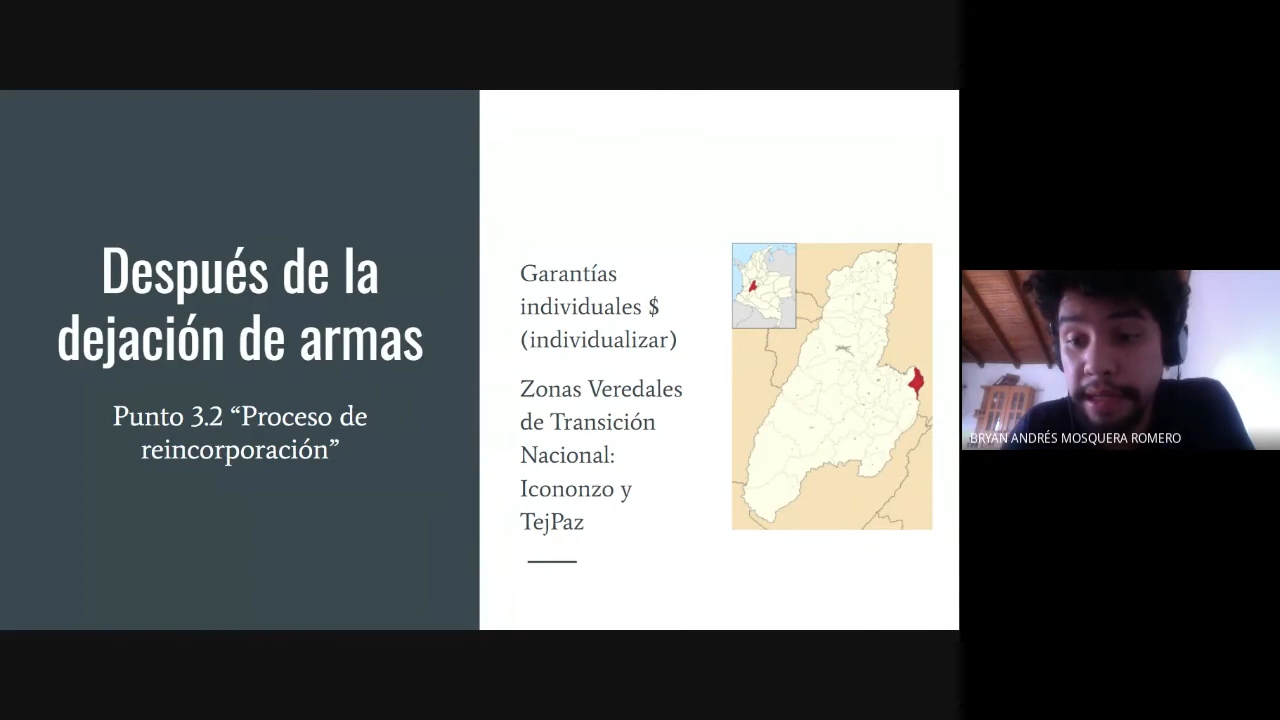 Después de la
dejación de armas
Punto 3.2 “Proceso de
reincorporación”
Garantías
individuales $
(individualizar)
Zonas Veredales
de Transición
Nacional:
Icononzo y
TejPaz
BRYAN ANDRÉS MOSQUERA ROMERO